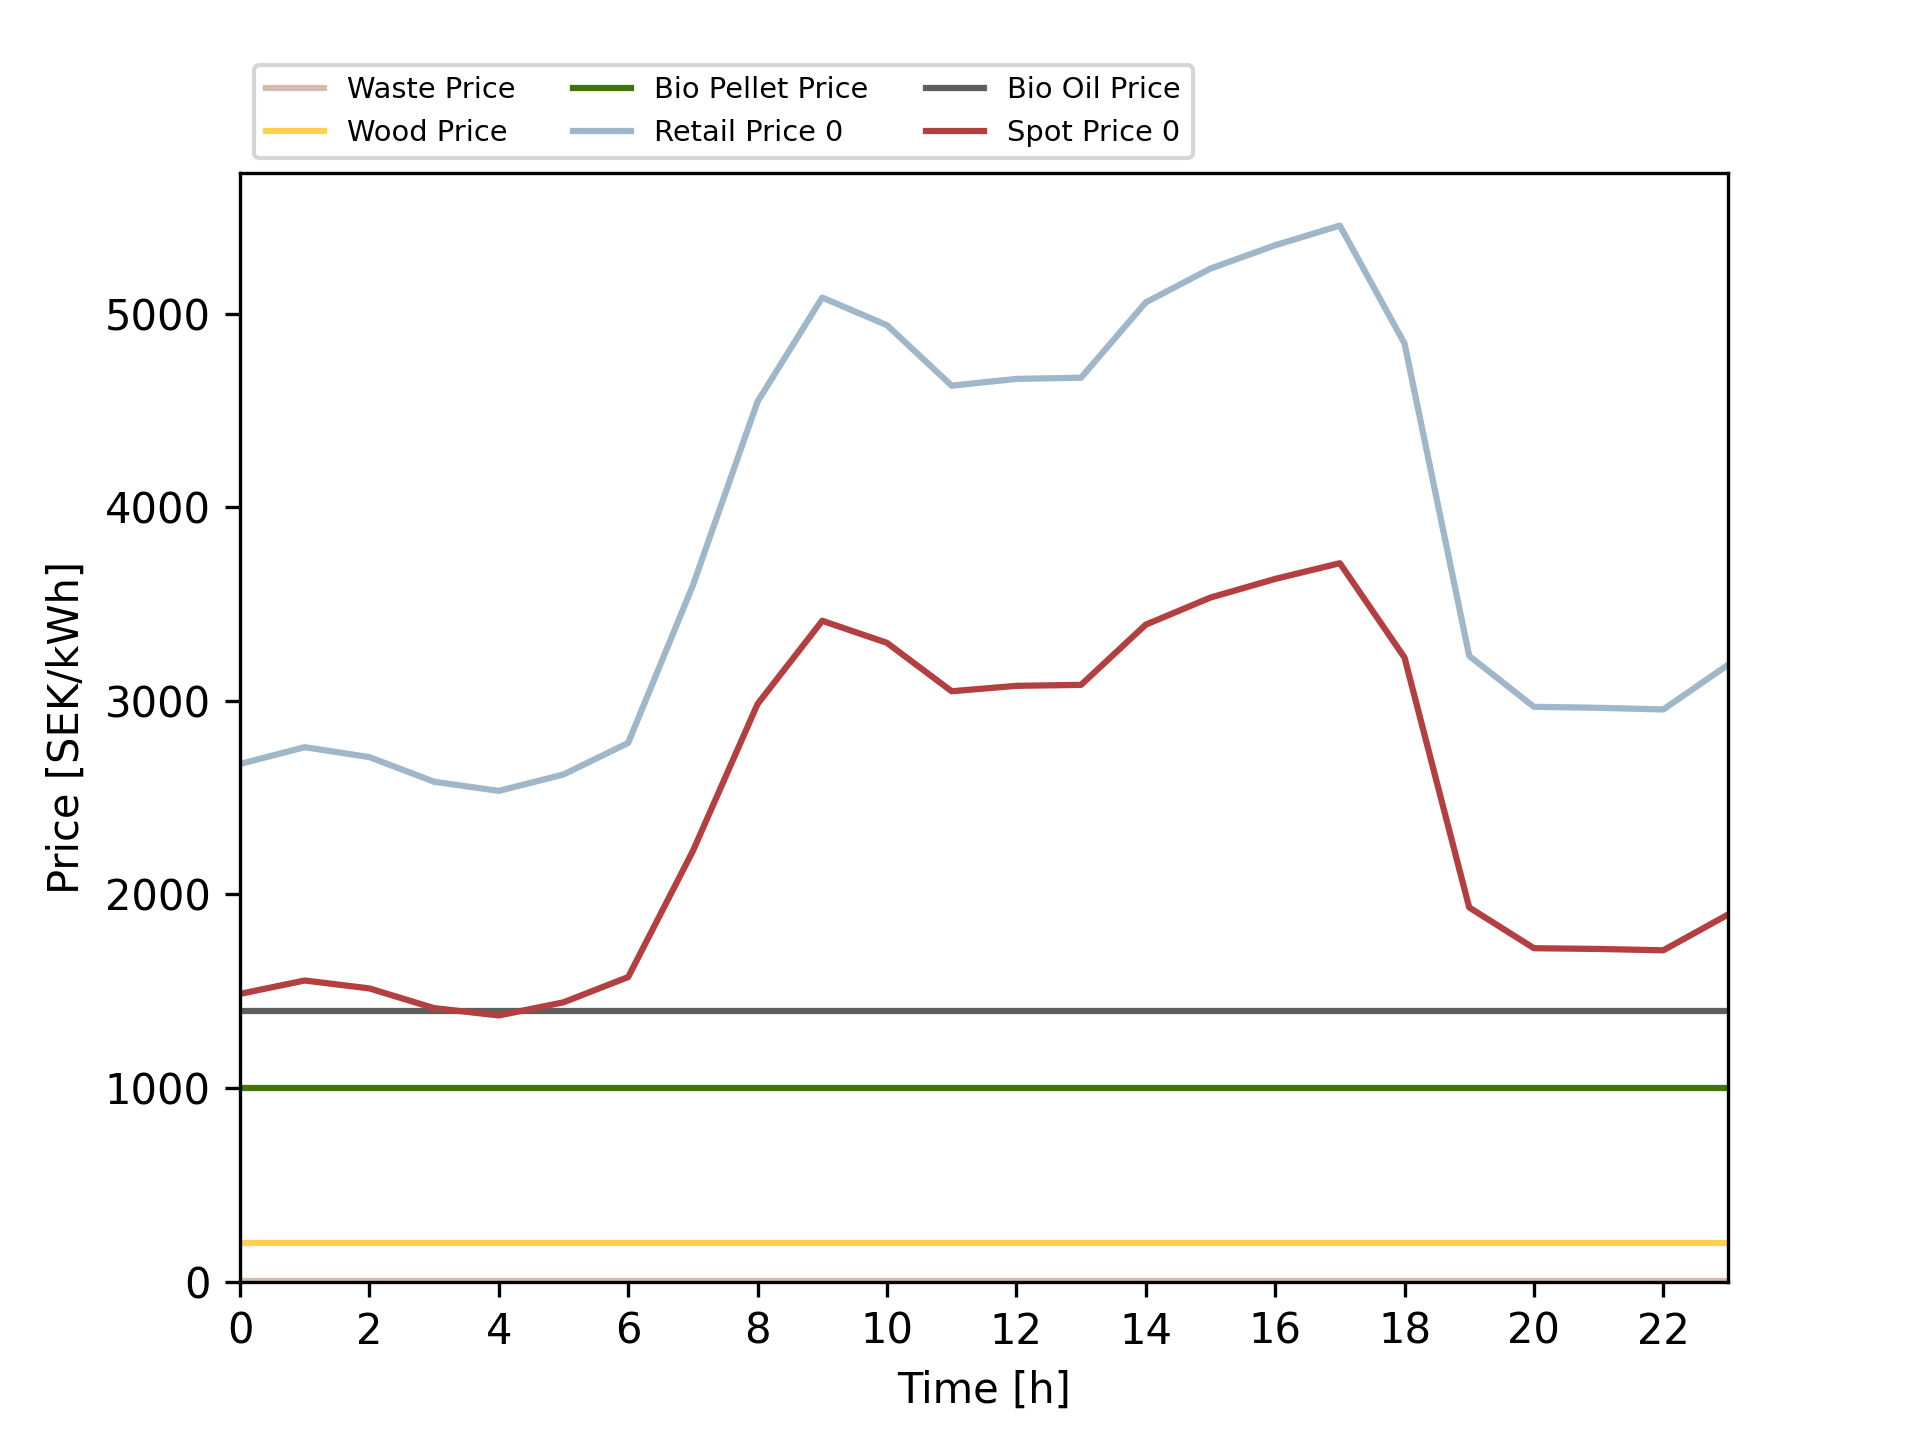 Waste Price Bio Pellet Price Bio Oil Price
Wood Price Retail Price 0 Spot Price 0
Price [SEK/kWh]
5000
4000
3000
2000
1000
0
0 2 4 6 8 10 12 14 16 18 20 22
Time [h]